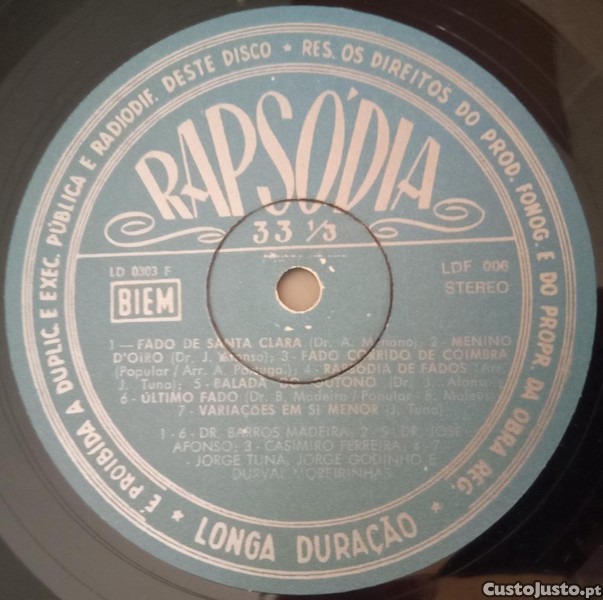 É PROIBÍDA A DUPLIC. E EXEC. PÚBLICA E RADIODIF. DESTE DISCO ★ RES. OS DIREITOS DO PROD. FONOG. E DO PROPR. DA OBRA REG. ★
RAPSÓDIA
33 1/3
LD 0303 F
BIEM
LDF 006
STEREO
1 — FADO DE SANTA CLARA (Dr. A. Menano); 2 - MENINO
D'OIRO (Dr. J. Afonso); 3 - FADO CORRIDO DE COIMBRA
(Popular / Arr. A. Portugal); 4 - RAPSODIA DE FADOS (Arr.
J. Tuna); 5 - BALADA DO OUTONO (Dr. J. Afonso)
6 - ÚLTIMO FADO (Dr. B. Madeira / Popular - E. Mateus)
7 - VARIAÇÕES EM SI MENOR (J. Tuna)
1 - 6 - DR. BARROS MADEIRA; 2 - 5 - DR. JOSÉ
AFONSO; 3 - CASIMIRO FERREIRA; 4 - 7
- JORGE TUNA, JORGE GODINHO E
DURVAL MOREIRINHAS
LONGA DURAÇÃO ★
CustoJusto.pt